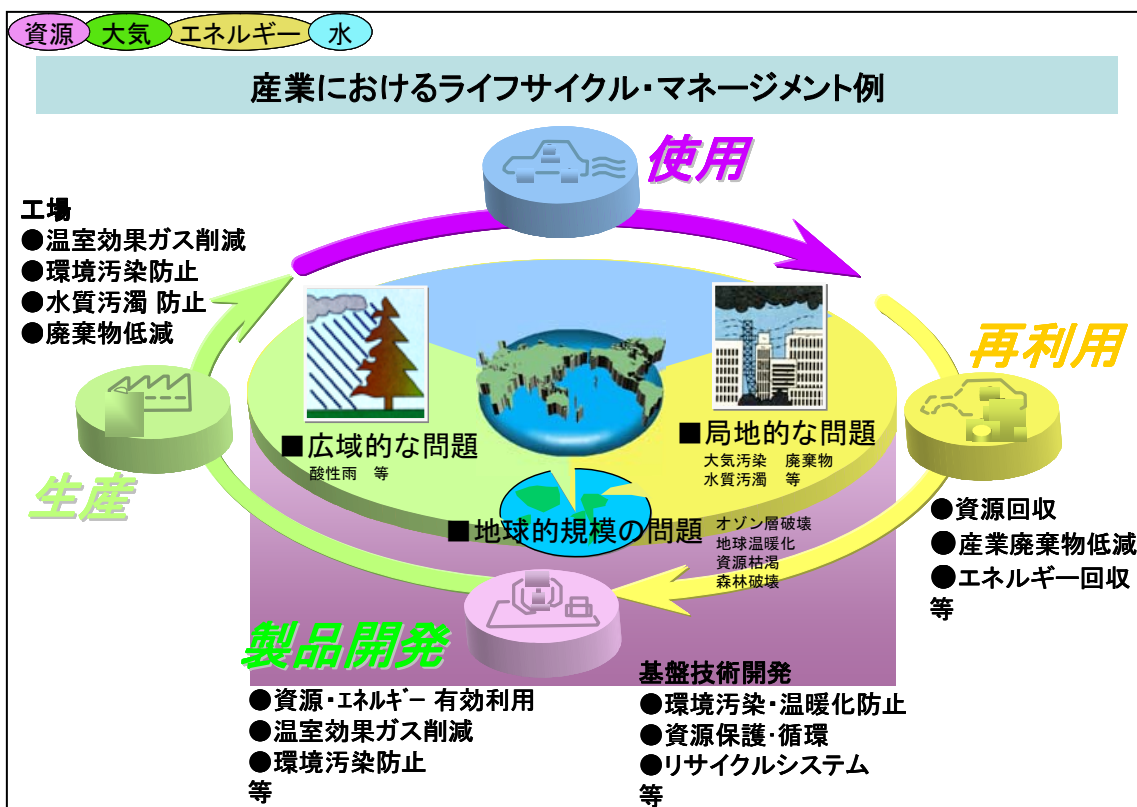 資源 大気 エネルギー 水
産業におけるライフサイクル・マネージメント例
使用
工場
●温室効果ガス削減
●環境汚染防止
●水質汚濁 防止
●廃棄物低減
再利用
■広域的な問題
酸性雨 等
■局地的な問題
大気汚染 廃棄物
水質汚濁 等
生産
■地球的規模の問題
オゾン層破壊
地球温暖化
資源枯渇
森林破壊
●資源回収
●産業廃棄物低減
●エネルギー回収
等
製品開発
●資源・エネルギー 有効利用
●温室効果ガス削減
●環境汚染防止
等
基盤技術開発
●環境汚染・温暖化防止
●資源保護・循環
●リサイクルシステム
等